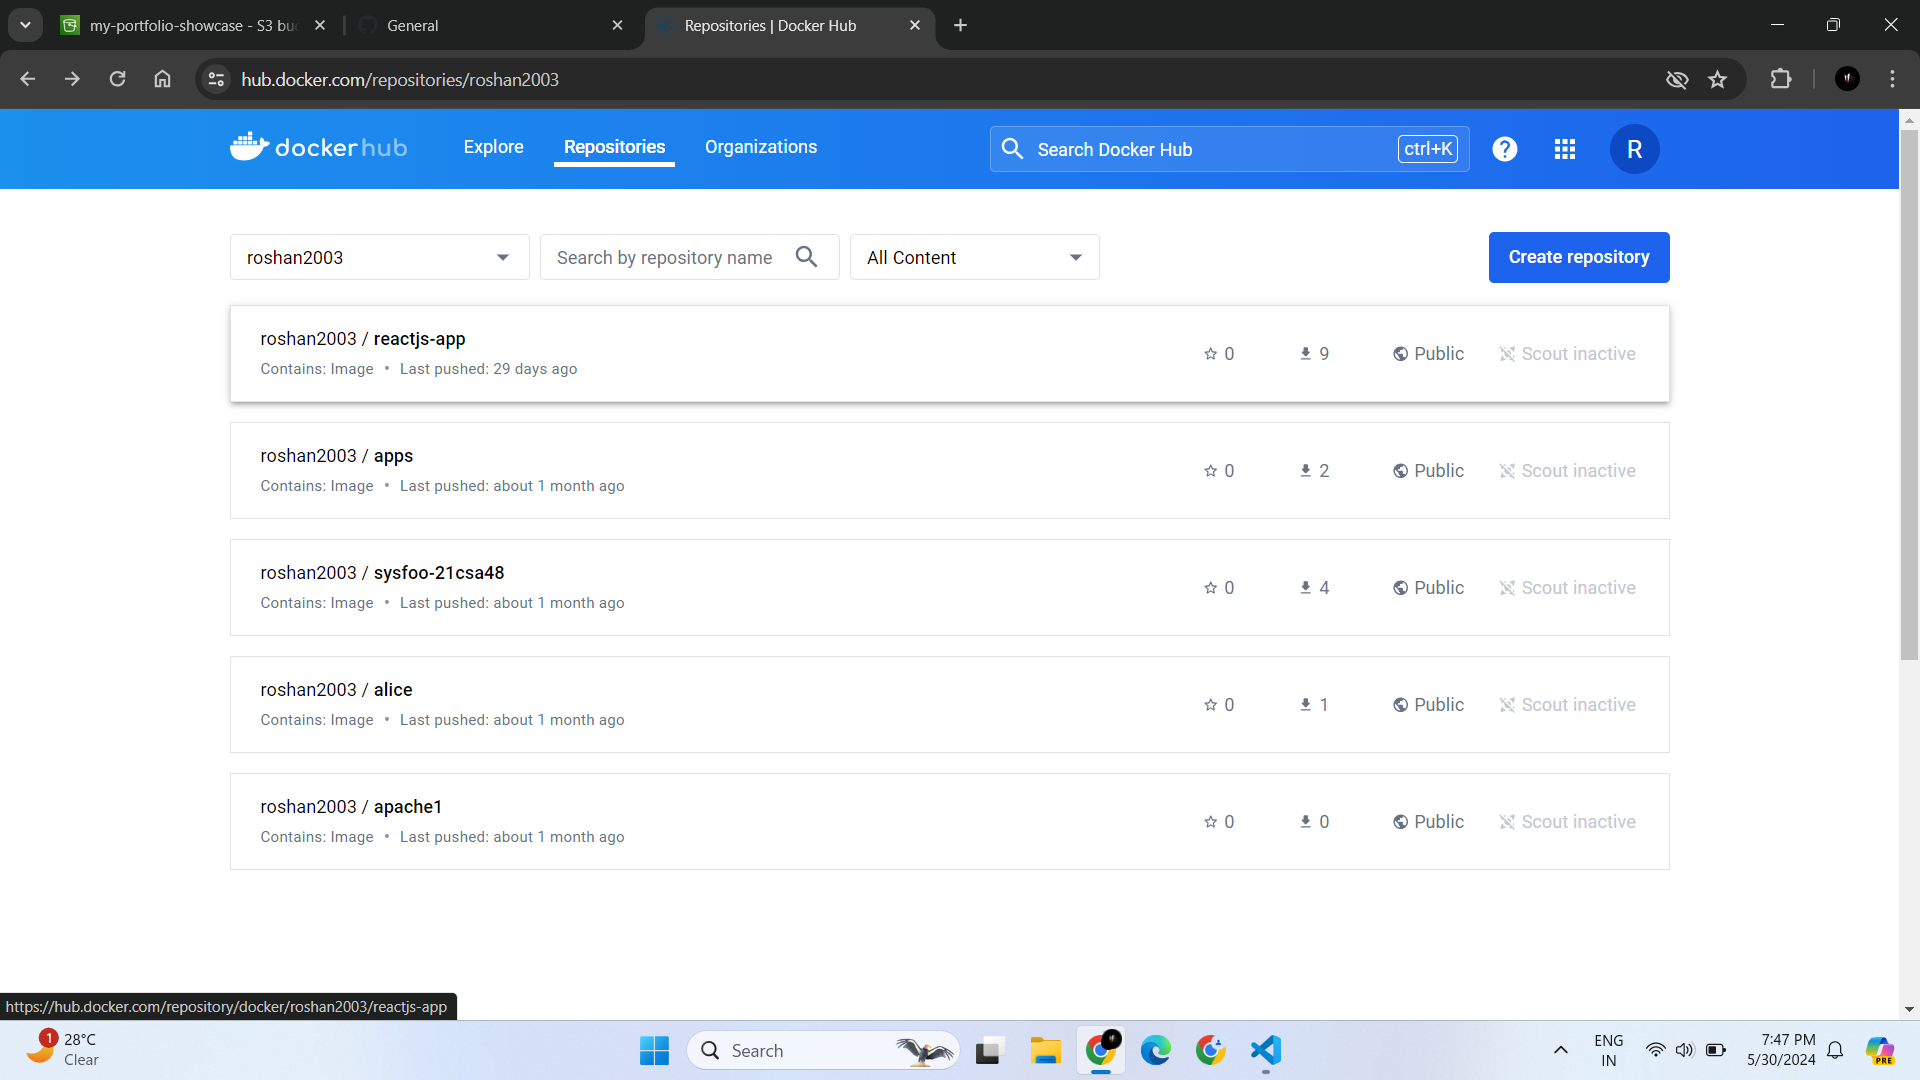 my-portfolio-showcase - S3 bu
General
Repositories | Docker Hub
hub.docker.com/repositories/roshan2003
dockerhub
Explore
Repositories
Organizations
Search Docker Hub
ctrl+K
?
R
roshan2003
Search by repository name
All Content
Create repository
roshan2003 / reactjs-app
Contains: Image • Last pushed: 29 days ago
0
9
Public
Scout inactive
roshan2003 / apps
Contains: Image • Last pushed: about 1 month ago
0
2
Public
Scout inactive
roshan2003 / sysfoo-21csa48
Contains: Image • Last pushed: about 1 month ago
0
4
Public
Scout inactive
roshan2003 / alice
Contains: Image • Last pushed: about 1 month ago
0
1
Public
Scout inactive
roshan2003 / apache1
Contains: Image • Last pushed: about 1 month ago
0
0
Public
Scout inactive
https://hub.docker.com/repository/docker/roshan2003/reactjs-app
1
28°C
Clear
Search
ENG
IN
7:47 PM
5/30/2024
PRE